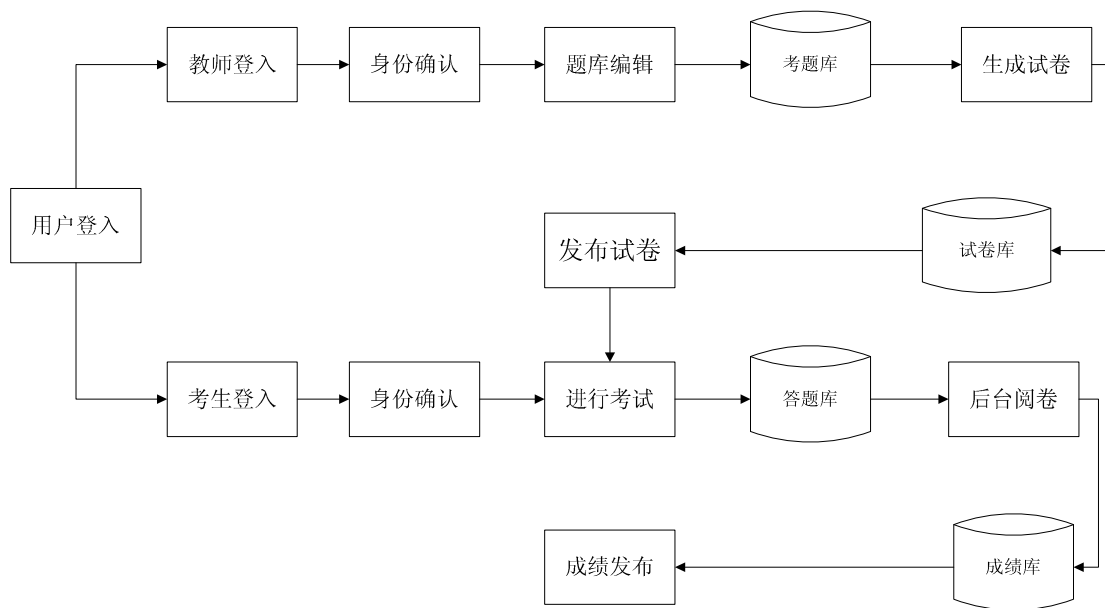 教师登入
身份确认
题库编辑
考题库
生成试卷
用户登入
发布试卷
试卷库
考生登入
身份确认
进行考试
答题库
后台阅卷
成绩发布
成绩库